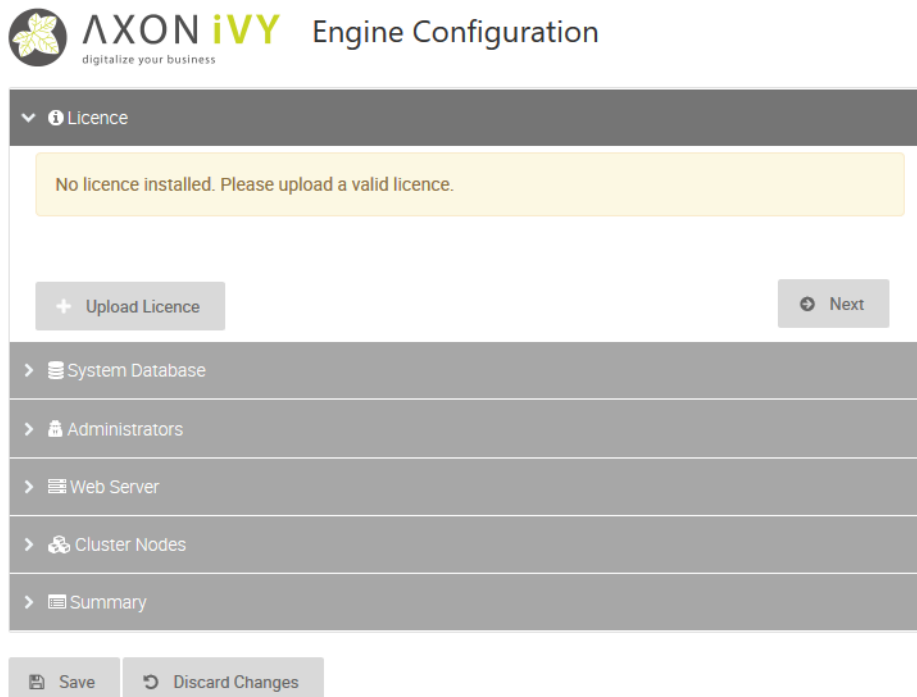 AXON iVY Engine Configuration
digitalize your business
Licence
No licence installed. Please upload a valid licence.
Upload Licence Next
System Database
Administrators
Web Server
Cluster Nodes
Summary
Save Discard Changes